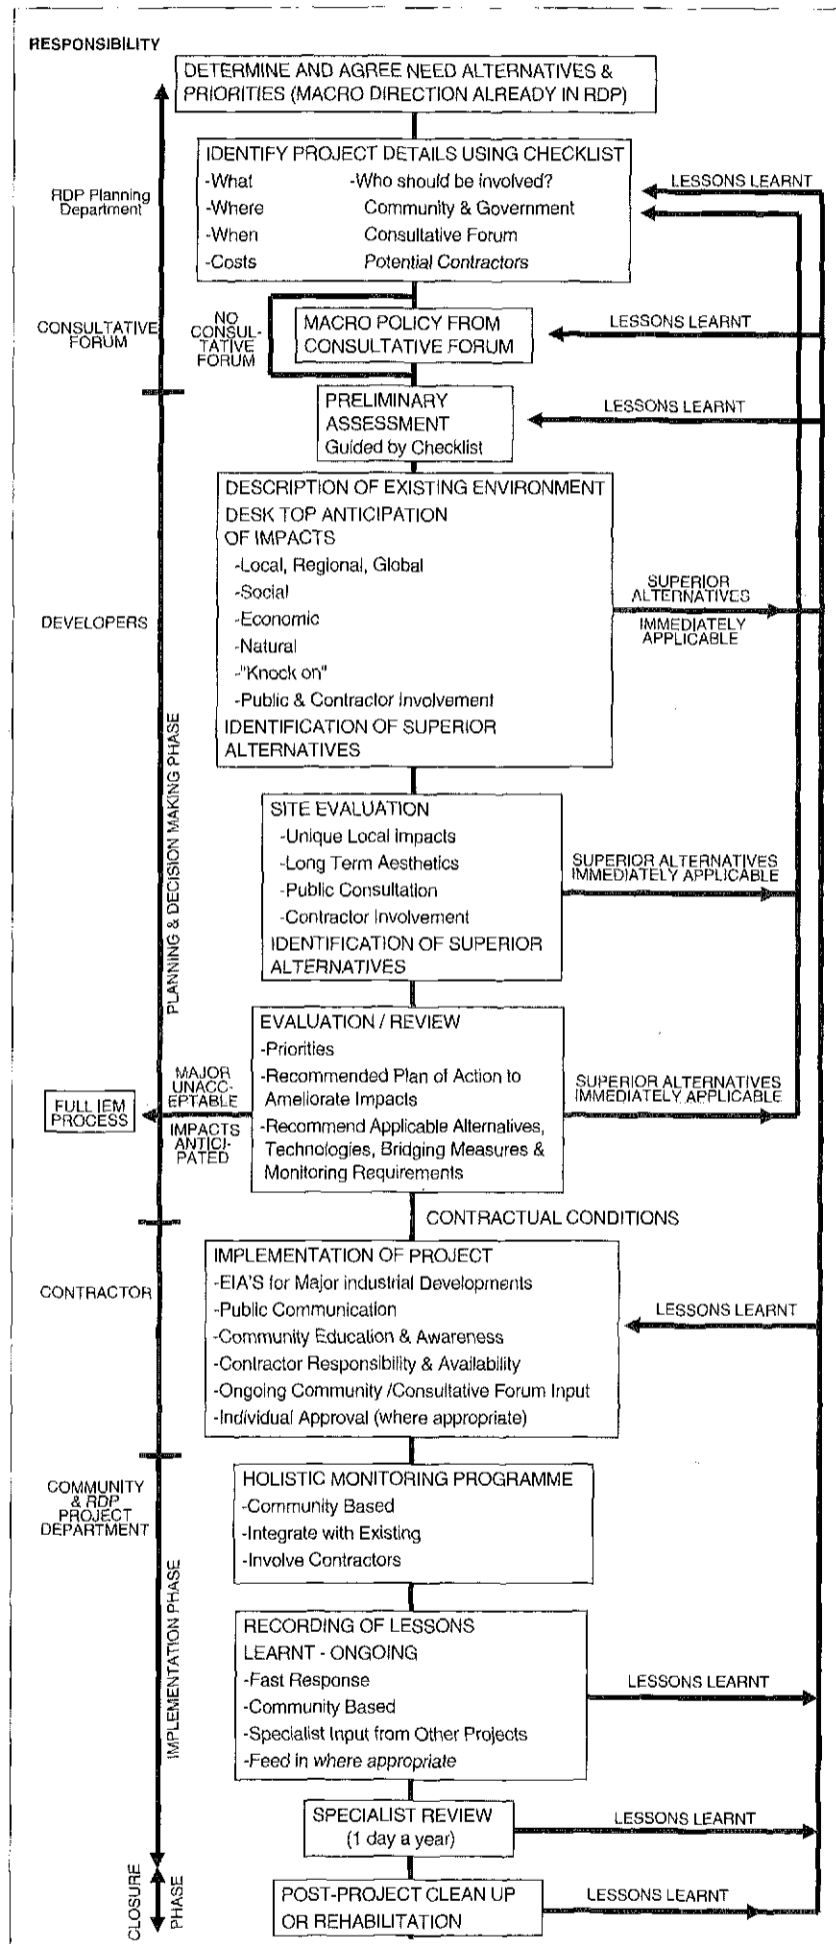 RESPONSIBILITY
DETERMINE AND AGREE NEED ALTERNATIVES &
PRIORITIES (MACRO DIRECTION ALREADY IN RDP)
RDP Planning
Department
IDENTIFY PROJECT DETAILS USING CHECKLIST
-What -Who should be involved?
-Where Community & Government
-When Consultative Forum
-Costs Potential Contractors
LESSONS LEARNT
CONSULTATIVE
FORUM
NO
CONSUL-
TATIVE
FORUM
MACRO POLICY FROM
CONSULTATIVE FORUM
LESSONS LEARNT
PRELIMINARY
ASSESSMENT
Guided by Checklist
LESSONS LEARNT
DEVELOPERS
DESCRIPTION OF EXISTING ENVIRONMENT
DESK TOP ANTICIPATION
OF IMPACTS
-Local, Regional, Global
-Social
-Economic
-Natural
-"Knock on"
-Public & Contractor Involvement
IDENTIFICATION OF SUPERIOR
ALTERNATIVES
SUPERIOR
ALTERNATIVES
IMMEDIATELY
APPLICABLE
PLANNING & DECISION MAKING PHASE
SITE EVALUATION
-Unique Local impacts
-Long Term Aesthetics
-Public Consultation
-Contractor Involvement
IDENTIFICATION OF SUPERIOR
ALTERNATIVES
SUPERIOR ALTERNATIVES
IMMEDIATELY APPLICABLE
EVALUATION / REVIEW
-Priorities
-Recommended Plan of Action to
Ameliorate Impacts
-Recommend Applicable Alternatives,
Technologies, Bridging Measures &
Monitoring Requirements
SUPERIOR ALTERNATIVES
IMMEDIATELY APPLICABLE
MAJOR
UNACC-
EPTABLE
IMPACTS
ANTICI-
PATED
FULL IEM
PROCESS
CONTRACTUAL CONDITIONS
CONTRACTOR
IMPLEMENTATION OF PROJECT
-EIA'S for Major industrial Developments
-Public Communication
-Community Education & Awareness
-Contractor Responsibility & Availability
-Ongoing Community /Consultative Forum Input
-Individual Approval (where appropriate)
LESSONS LEARNT
COMMUNITY
& RDP
PROJECT
DEPARTMENT
HOLISTIC MONITORING PROGRAMME
-Community Based
-Integrate with Existing
-Involve Contractors
IMPLEMENTATION PHASE
RECORDING OF LESSONS
LEARNT - ONGOING
-Fast Response
-Community Based
-Specialist Input from Other Projects
-Feed in where appropriate
LESSONS LEARNT
SPECIALIST REVIEW
(1 day a year)
LESSONS LEARNT
CLOSURE
PHASE
POST-PROJECT CLEAN UP
OR REHABILITATION
LESSONS LEARNT